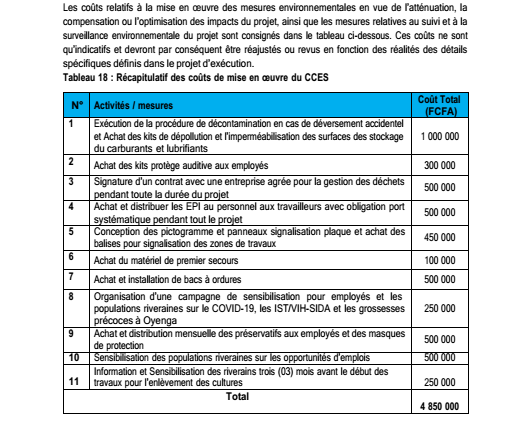 Les coûts relatifs à la mise en œuvre des mesures environnementales en vue de l'atténuation, la
compensation ou l'optimisation des impacts du projet, ainsi que les mesures relatives au suivi et à la
surveillance environnementale du projet sont consignés dans le tableau ci-dessous. Ces coûts ne sont
qu'indicatifs et devront par conséquent être réajustés ou revus en fonction des réalités des détails
spécifiques définis dans le projet d'exécution.
Tableau 18 : Récapitulatif des coûts de mise en œuvre du CCES
N° Activités / mesures Coût Total
(FCFA)
1 Exécution de la procédure de décontamination en cas de déversement accidentel
et Achat des kits de dépollution et l'imperméabilisation des surfaces des stockage
du carburants et lubrifiants 1 000 000
2 Achat des kits protège auditive aux employés 300 000
3 Signature d'un contrat avec une entreprise agrée pour la gestion des déchets
pendant toute la durée du projet 500 000
4 Achat et distribuer les EPI au personnel aux travailleurs avec obligation port
systématique pendant tout le projet 500 000
5 Conception des pictogramme et panneaux signalisation plaque et achat des
balises pour signalisation des zones de travaux 450 000
6 Achat du matériel de premier secours 100 000
7 Achat et installation de bacs à ordures 500 000
8 Organisation d'une campagne de sensibilisation pour employés et les
populations riveraines sur le COVID-19, les IST/VIH-SIDA et les grossesses
précoces à Oyenga 250 000
9 Achat et distribution mensuelle des préservatifs aux employés et des masques
de protection 500 000
10 Sensibilisation des populations riveraines sur les opportunités d'emplois 500 000
11 Information et Sensibilisation des riverains trois (03) mois avant le début des
travaux pour l'enlèvement des cultures 250 000
Total 4 850 000